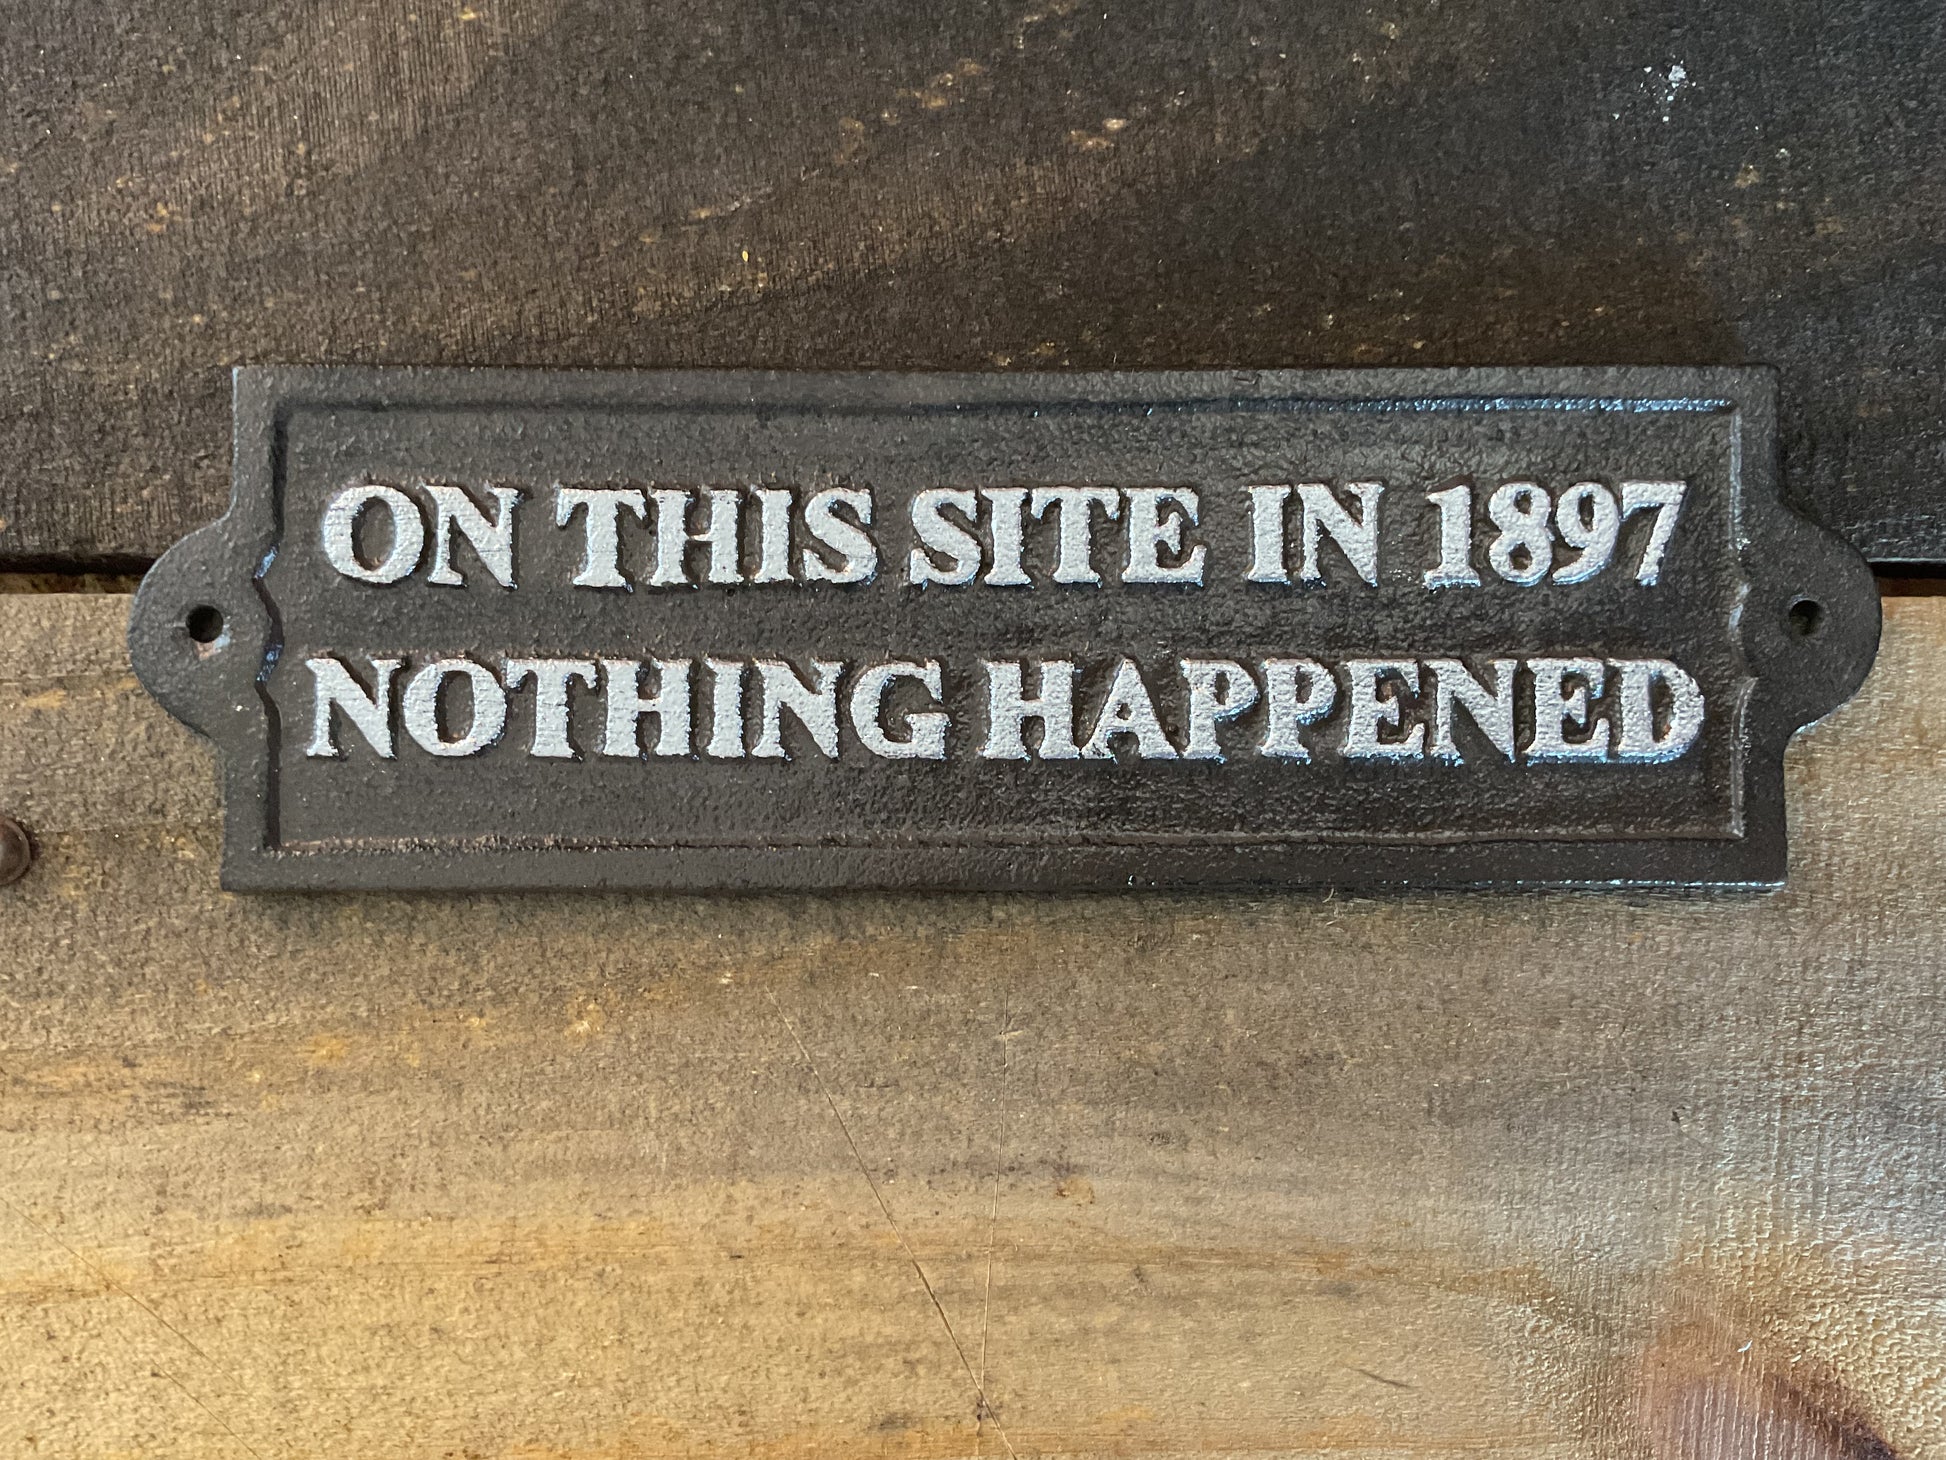 ON THIS SITE IN 1897
NOTHING HAPPENED